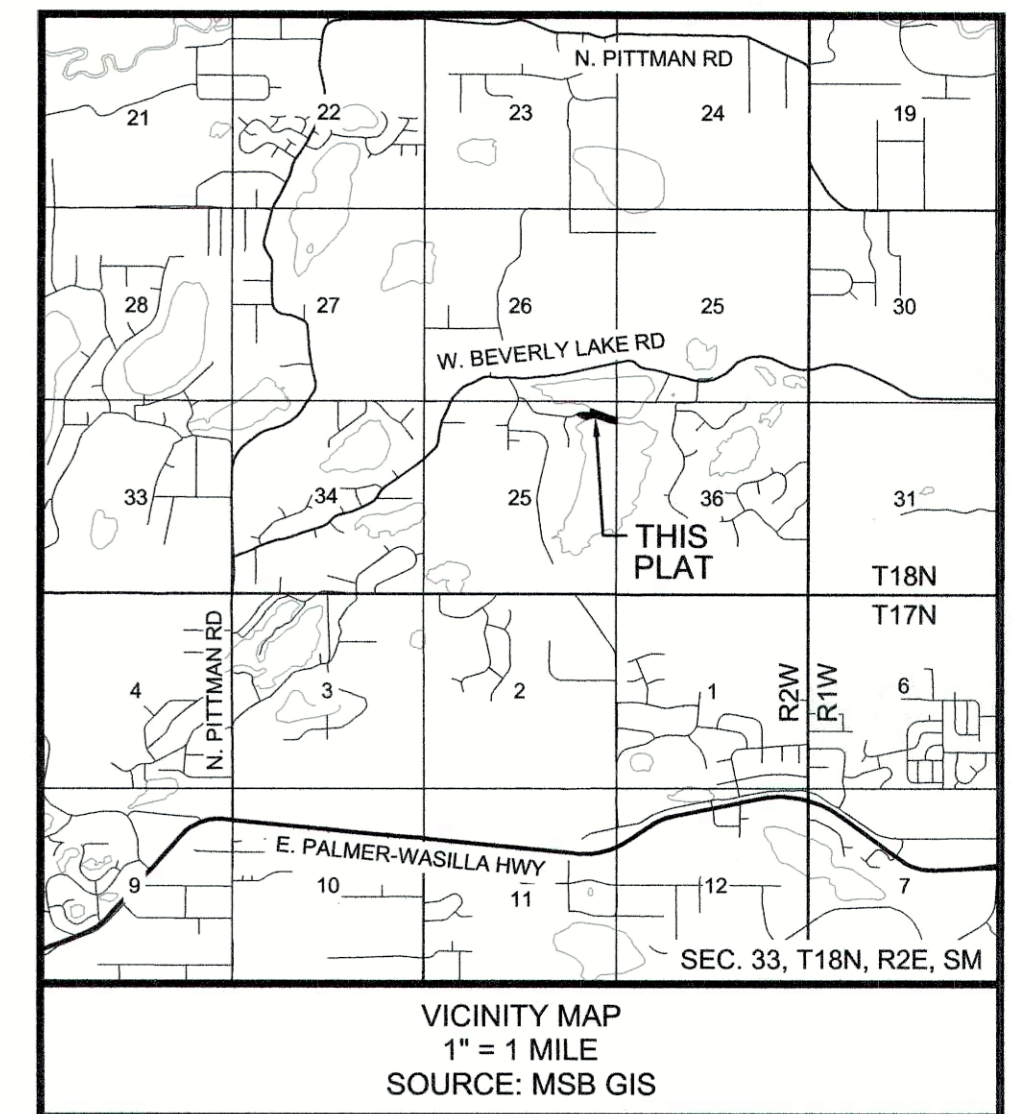 N. PITTMAN RD
21
22
23
24
19
28
27
26
25
30
W. BEVERLY LAKE RD
33
34
25
36
31
THIS
PLAT
T18N
T17N
N. PITTMAN RD
4
3
2
1
R2W
R1W
6
E. PALMER-WASILLA HWY
9
10
11
12
7
SEC. 33, T18N, R2E, SM
VICINITY MAP
1" = 1 MILE
SOURCE: MSB GIS